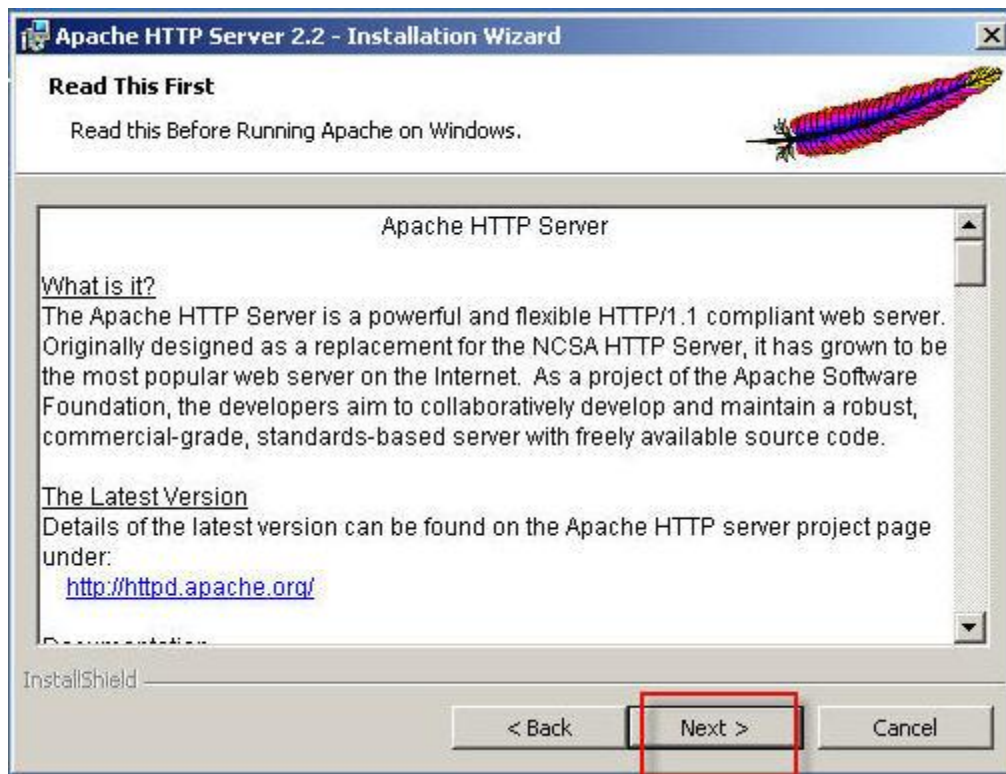 Apache HTTP Server 2.2 - Installation Wizard
Read This First
Read this Before Running Apache on Windows.
Apache HTTP Server
What is it?
The Apache HTTP Server is a powerful and flexible HTTP/1.1 compliant web server.
Originally designed as a replacement for the NCSA HTTP Server, it has grown to be
the most popular web server on the Internet.  As a project of the Apache Software
Foundation, the developers aim to collaboratively develop and maintain a robust,
commercial-grade, standards-based server with freely available source code.
The Latest Version
Details of the latest version can be found on the Apache HTTP server project page
under:
http://httpd.apache.org/
Documentation
InstallShield
< Back
Next >
Cancel